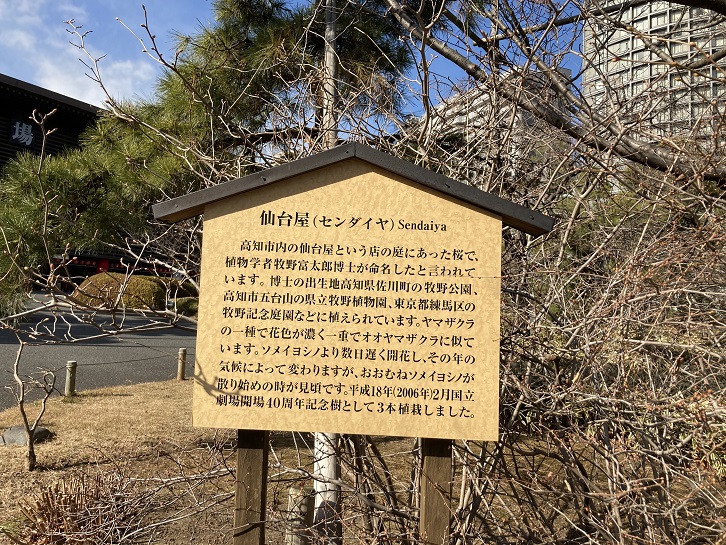 場
仙台屋(センダイヤ) Sendaiya
高知市内の仙台屋という店の庭にあった桜で、
植物学者牧野富太郎博士が命名したと言われて
います。博士の出生地高知県佐川町の牧野公園、
高知市五台山の県立牧野植物園、東京都練馬区の
牧野記念庭園などに植えられています。ヤマザクラ
の一種で花色が濃く一重でオオヤマザクラに似て
います。ソメイヨシノより数日遅く開花し、その年の
気候によって変わりますが、おおむねソメイヨシノが
散り始めの時が見頃です。平成18年(2006年)2月国立
劇場開場40周年記念樹として3本植栽しました。